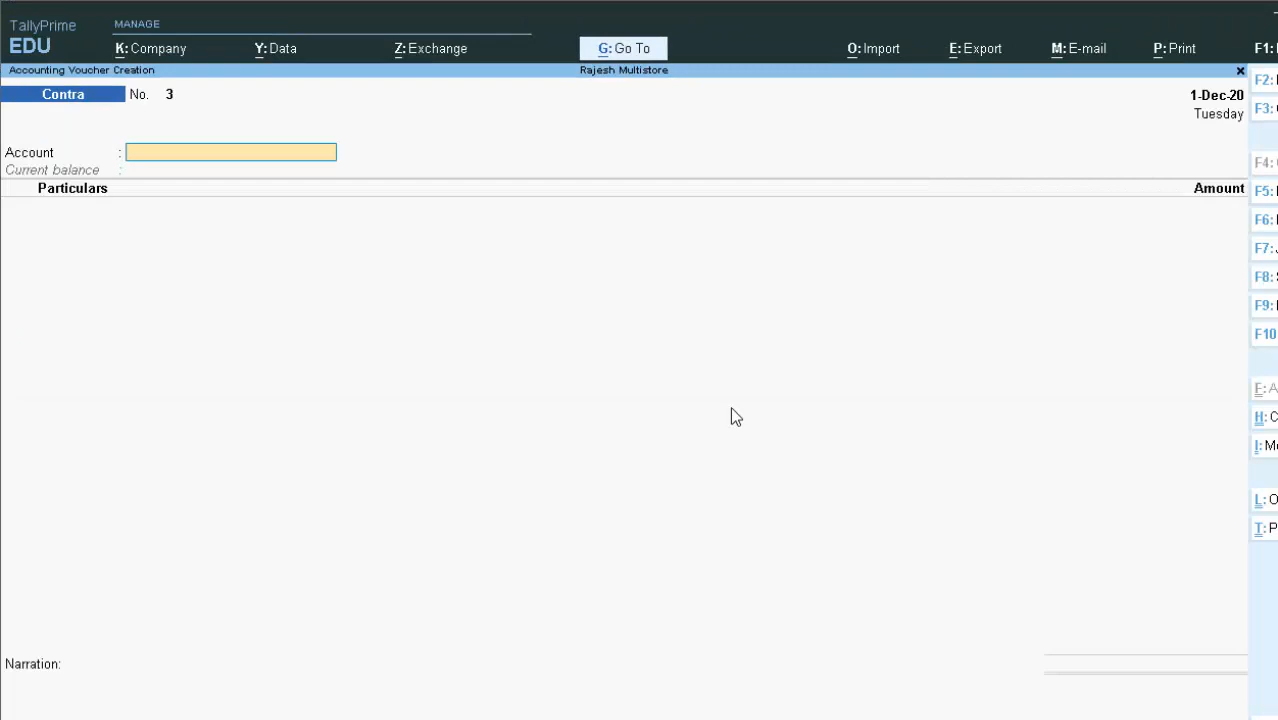 TallyPrime
EDU
MANAGE
K: Company Y: Data Z: Exchange G: Go To O: Import E: Export M: E-mail P: Print F1:
Accounting Voucher Creation Rajesh Multistore
Contra No. 3 1-Dec-20
Tuesday
Account :
Current balance :
Particulars Amount
Narration:
F2:
F3:
F4:
F5:
F6:
F7:
F8:
F9:
F10
F:
H:
I:
L:
T: